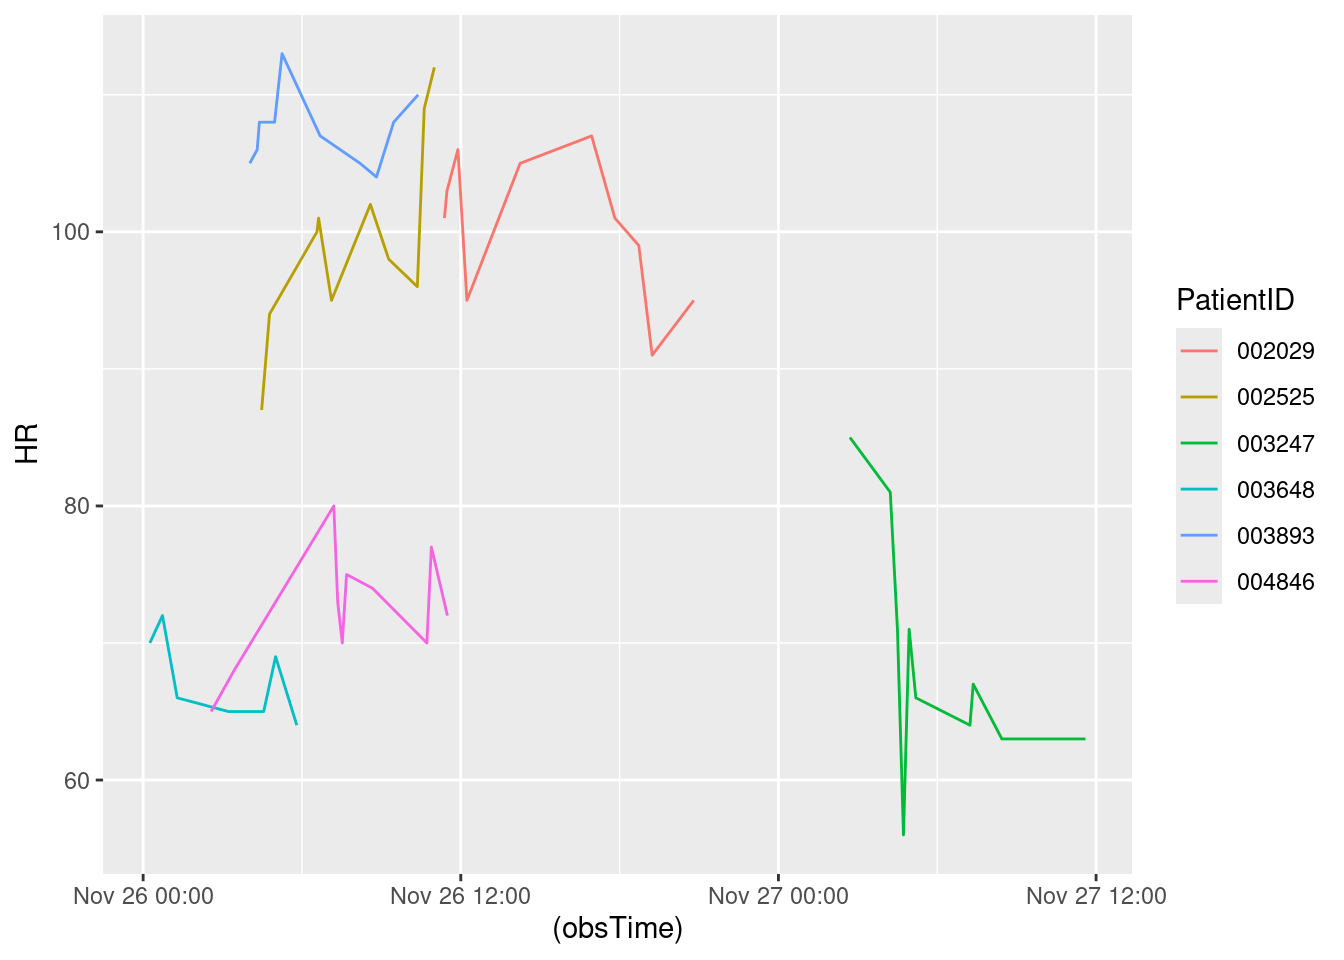 HR
100
80
60
Nov 26 00:00
Nov 26 12:00
Nov 27 00:00
Nov 27 12:00
(obsTime)
PatientID
002029
002525
003247
003648
003893
004846